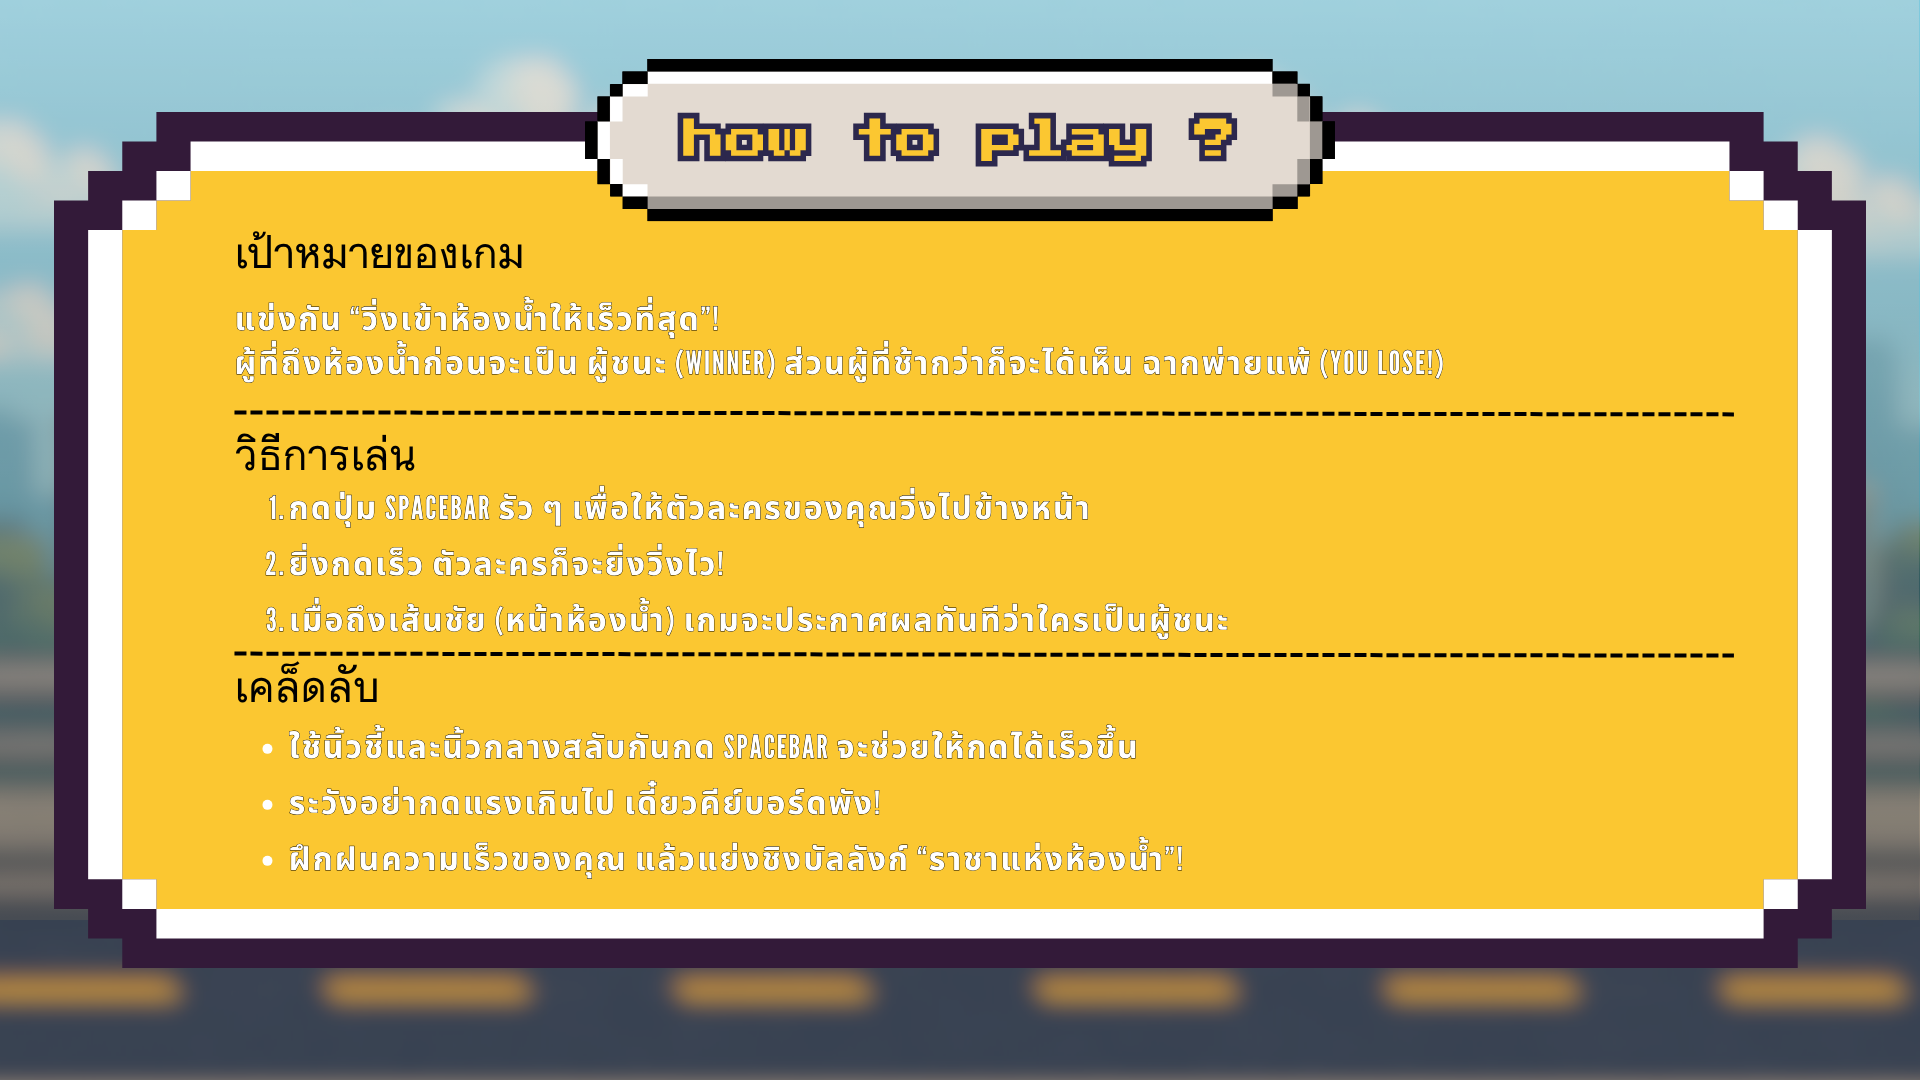 how to play ?
เป้าหมายของเกม
แข่งกัน “วิ่งเข้าห้องน้ำให้เร็วที่สุด”!
ผู้ที่ถึงห้องน้ำก่อนจะเป็น ผู้ชนะ (WINNER) ส่วนผู้ที่ช้ากว่าก็จะได้เห็น ฉากพ่ายแพ้ (YOU LOSE!)
วิธีการเล่น
1. กดปุ่ม SPACEBAR รัว ๆ เพื่อให้ตัวละครของคุณวิ่งไปข้างหน้า
2. ยิ่งกดเร็ว ตัวละครก็จะยิ่งวิ่งไว!
3. เมื่อถึงเส้นชัย (หน้าห้องน้ำ) เกมจะประกาศผลทันทีว่าใครเป็นผู้ชนะ
เคล็ดลับ
• ใช้นิ้วชี้และนิ้วกลางสลับกันกด SPACEBAR จะช่วยให้กดได้เร็วขึ้น
• ระวังอย่ากดแรงเกินไป เดี๋ยวคีย์บอร์ดพัง!
• ฝึกฝนความเร็วของคุณ แล้วแย่งชิงบัลลังก์ “ราชาแห่งห้องน้ำ”!